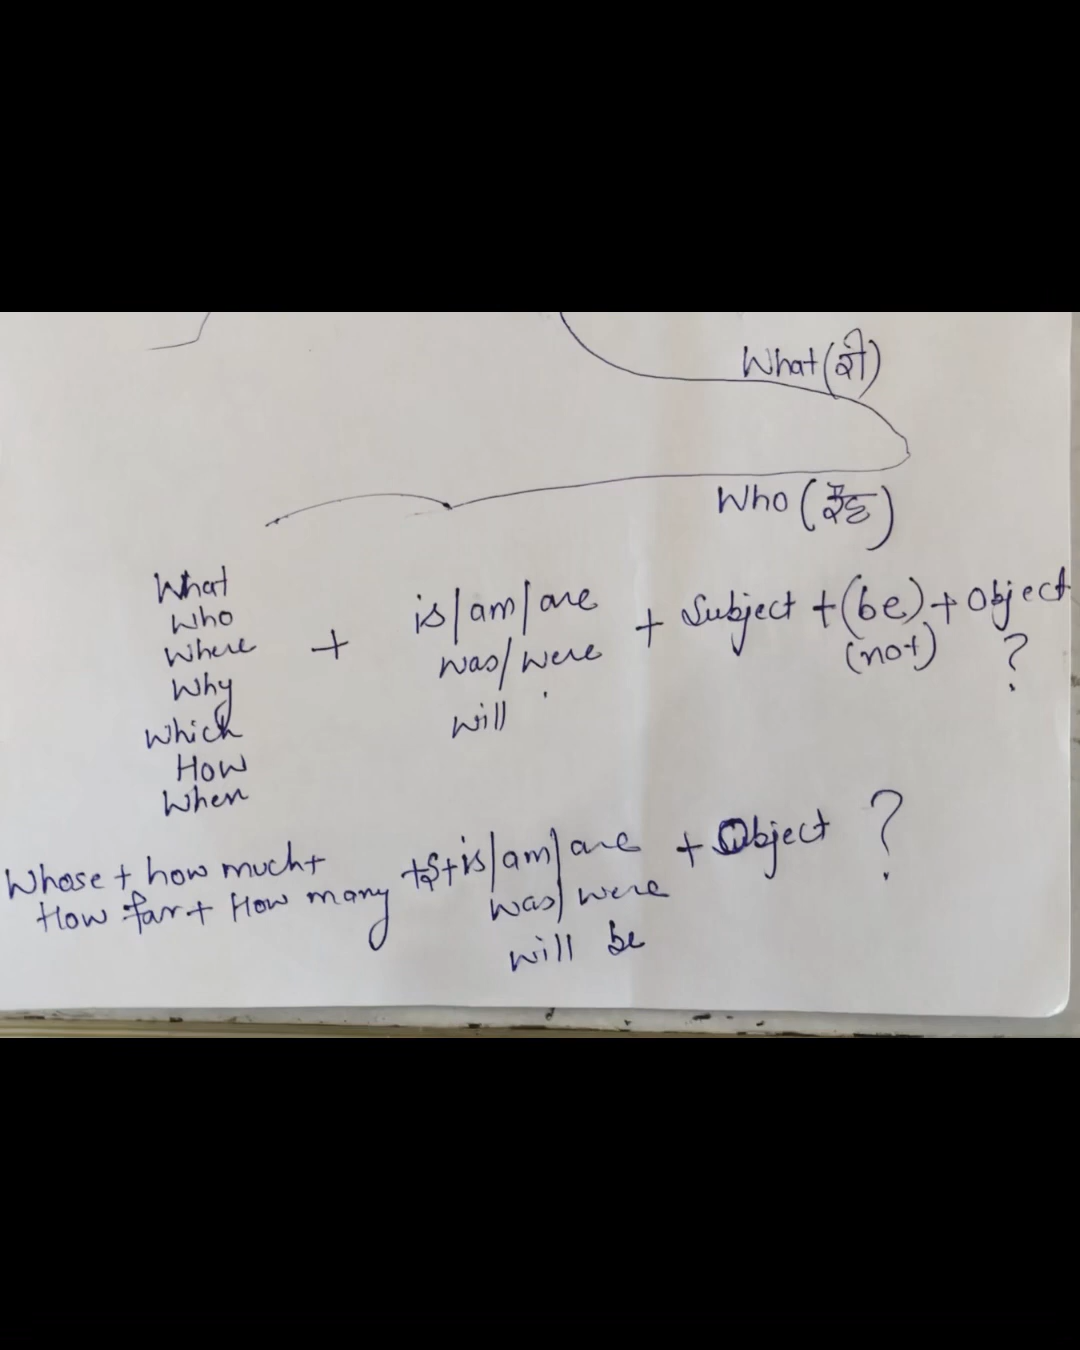 What (की)
Who (कौन)
What
Who
Where + is/am/are + Subject + (be) + Object
Why was/were (not) ?
Which will
How
When
Whose + how much + + S + is/am/are + Object ?
How far + How many was/were
will be